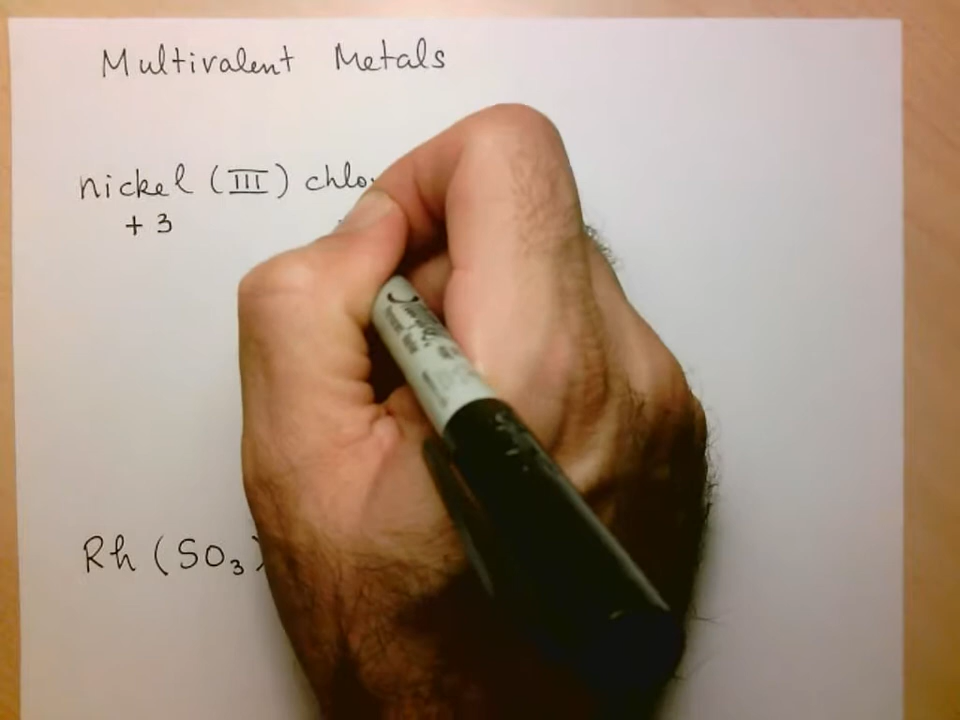 Multivalent Metals
nickel (III) chlo
+ 3
Rh (SO₃)